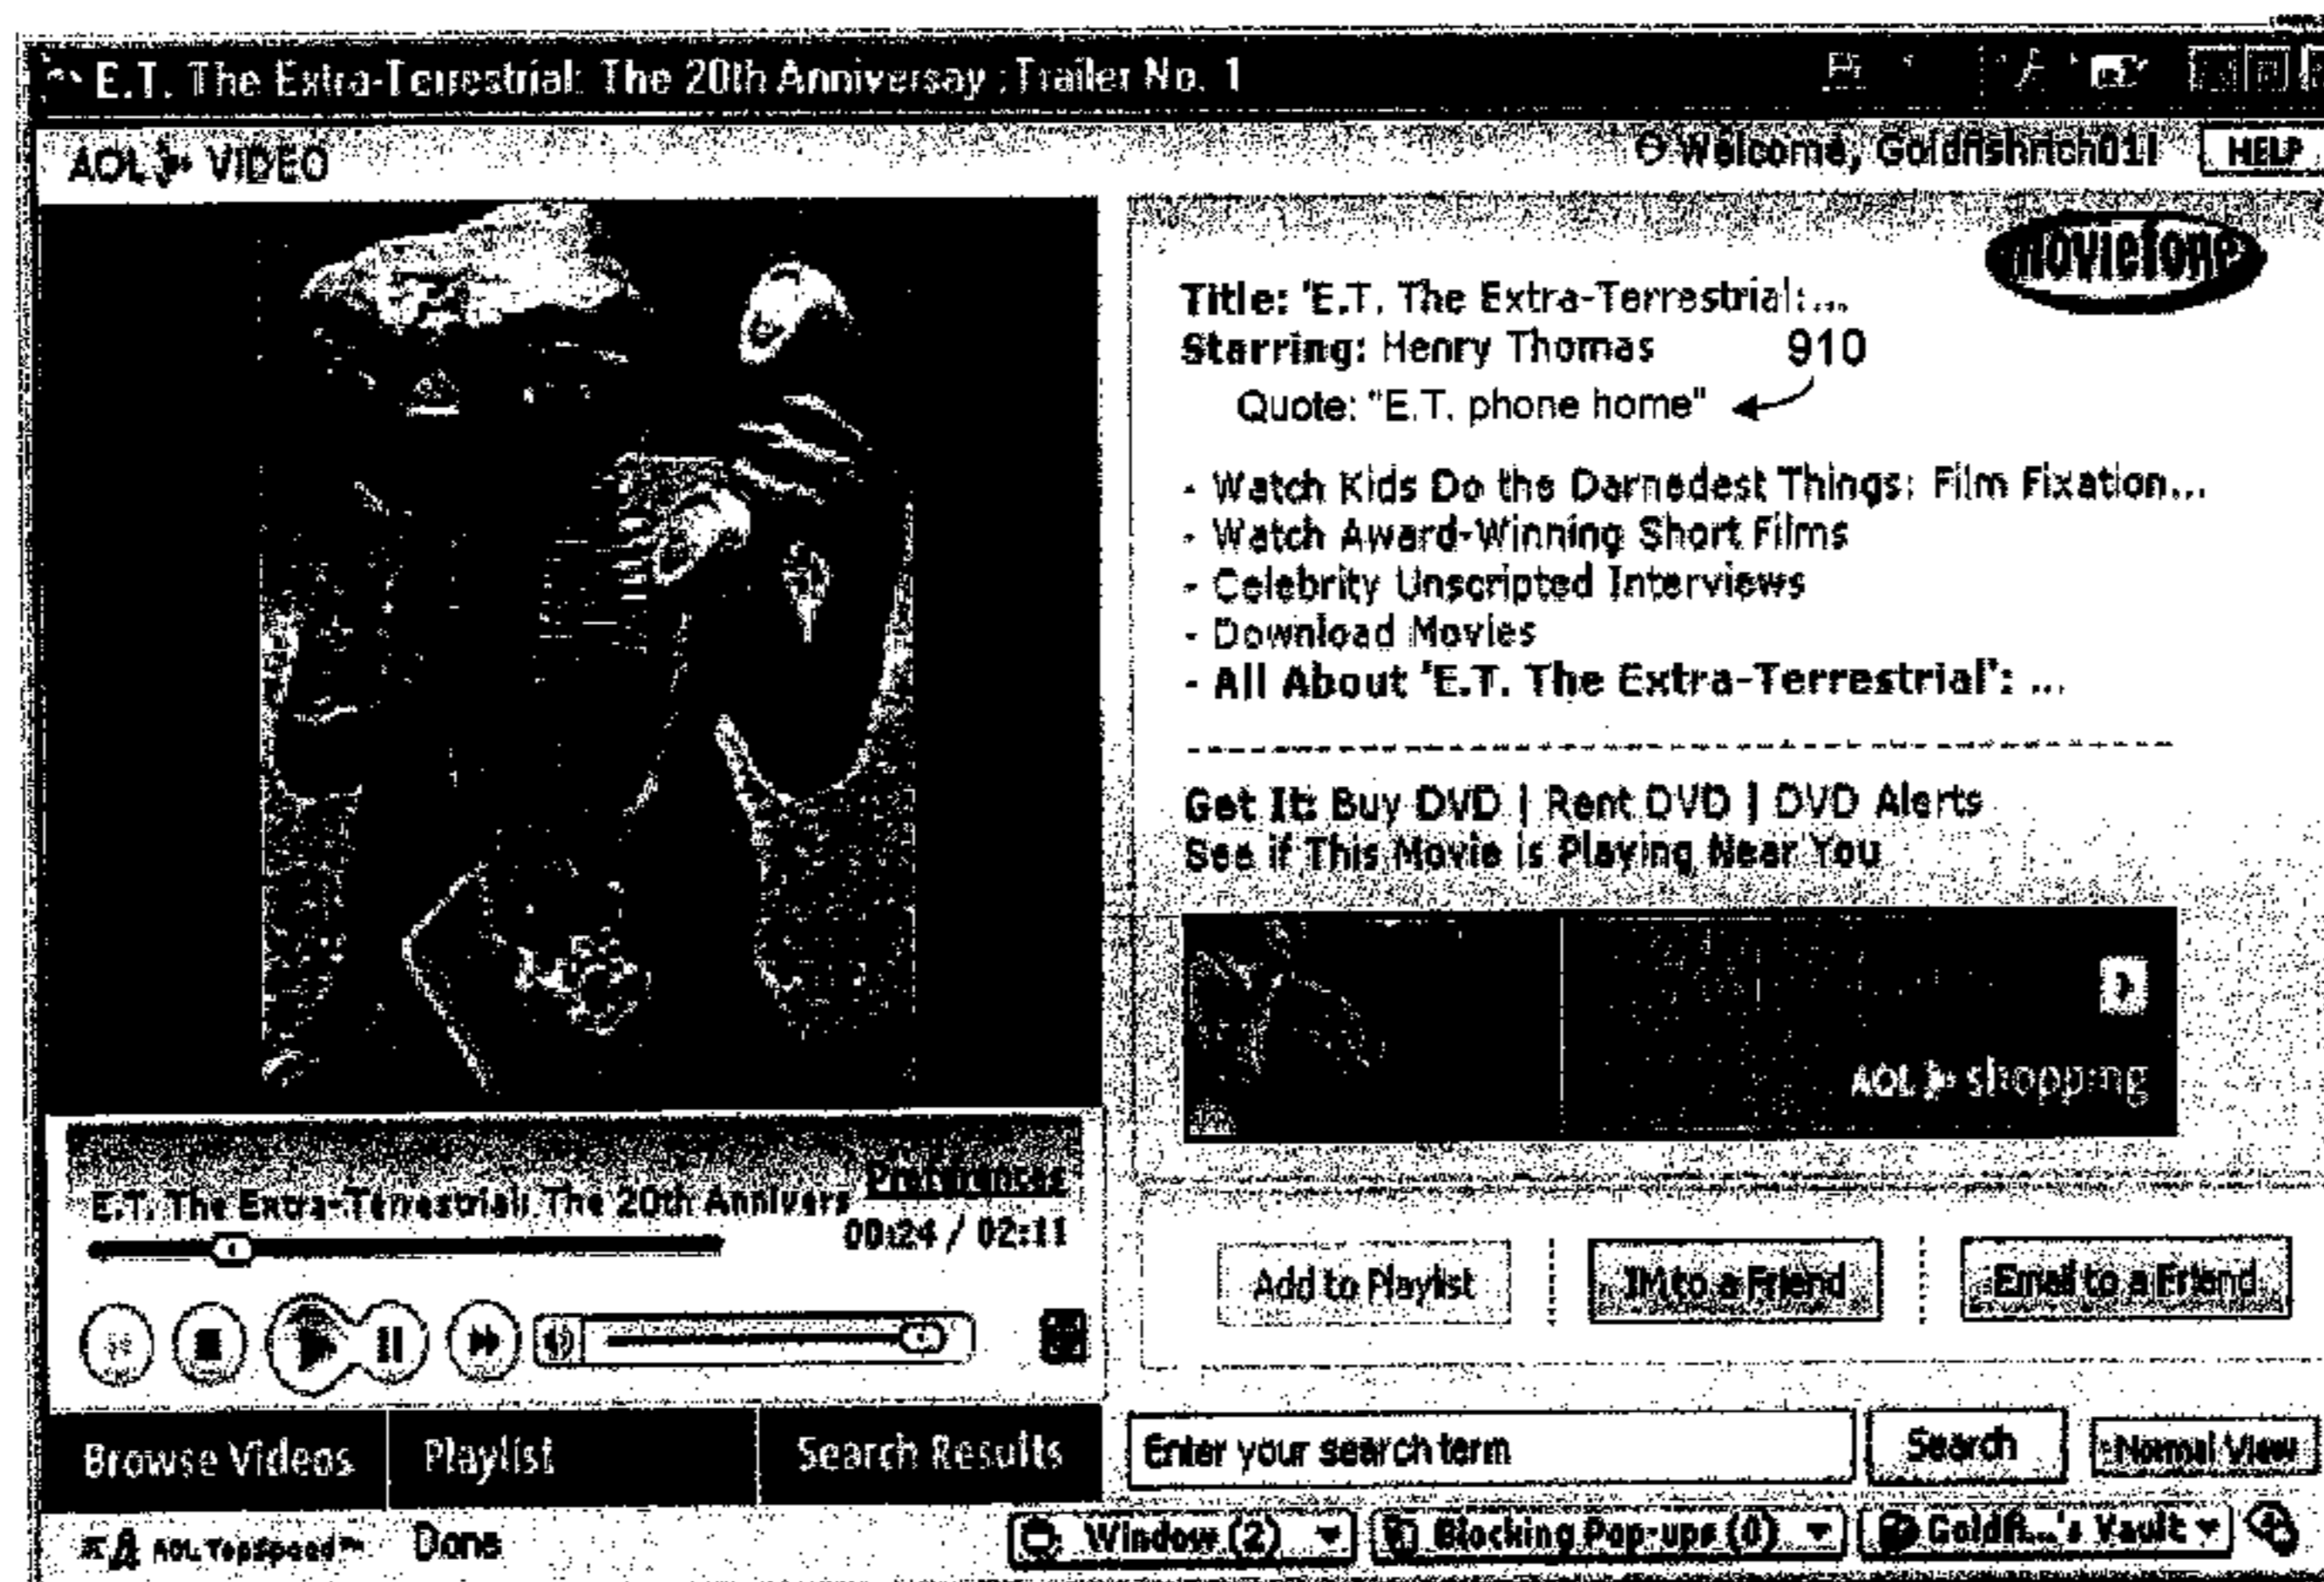 E.T. The Extra-Terrestrial: The 20th Anniversay : Trailer No. 1
AOL VIDEO
Welcome, Goldfishrich01!
HELP
moviefone
Title: 'E.T. The Extra-Terrestrial:...
Starring: Henry Thomas
910
Quote: "E.T. phone home"
- Watch Kids Do the Darnedest Things: Film Fixation...
- Watch Award-Winning Short Films
- Celebrity Unscripted Interviews
- Download Movies
- All About 'E.T. The Extra-Terrestrial': ...
Get It: Buy DVD | Rent DVD | DVD Alerts
See if This Movie is Playing Near You
AOL shopping
E.T. The Extra-Terrestrial: The 20th Annivers
Preferences
00:24 / 02:11
Add to Playlist
IM to a Friend
Email to a Friend
Browse Videos
Playlist
Search Results
Enter your search term
Search
Normal View
AOL TopSpeed™
Done
Window (2)
Blocking Pop-ups (0)
Goldfi...'s Vault